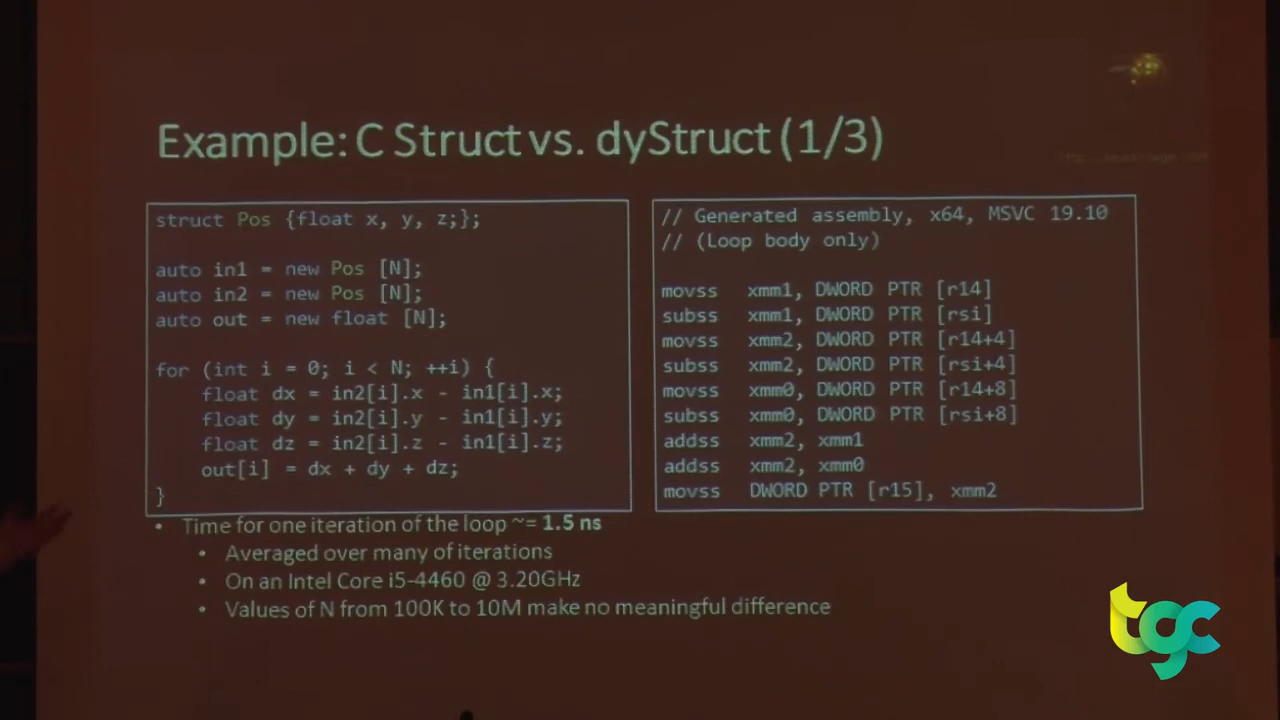 Example: C Struct vs. dyStruct (1/3)
struct Pos {float x, y, z;};
auto in1 = new Pos [N];
auto in2 = new Pos [N];
auto out = new float [N];
for (int i = 0; i < N; ++i) {
float dx = in2[i].x - in1[i].x;
float dy = in2[i].y - in1[i].y;
float dz = in2[i].z - in1[i].z;
out[i] = dx + dy + dz;
}
// Generated assembly, x64, MSVC 19.10
// (Loop body only)
movss xmm1, DWORD PTR [r14]
subss xmm1, DWORD PTR [rsi]
movss xmm2, DWORD PTR [r14+4]
subss xmm2, DWORD PTR [rsi+4]
movss xmm0, DWORD PTR [r14+8]
subss xmm0, DWORD PTR [rsi+8]
addss xmm2, xmm1
addss xmm2, xmm0
movss DWORD PTR [r15], xmm2
• Time for one iteration of the loop ~= 1.5 ns
• Averaged over many of iterations
• On an Intel Core i5-4460 @ 3.20GHz
• Values of N from 100K to 10M make no meaningful difference
tgc